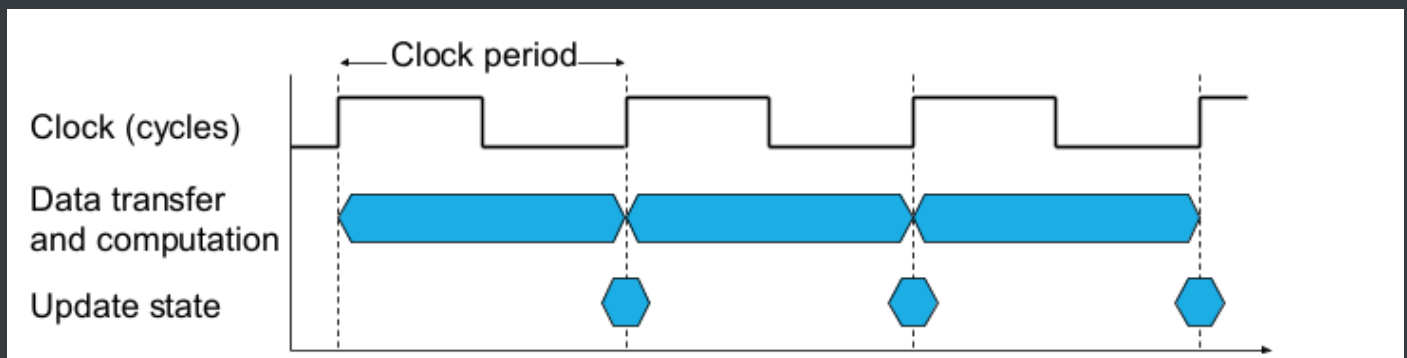 Clock period
Clock (cycles)
Data transfer
and computation
Update state